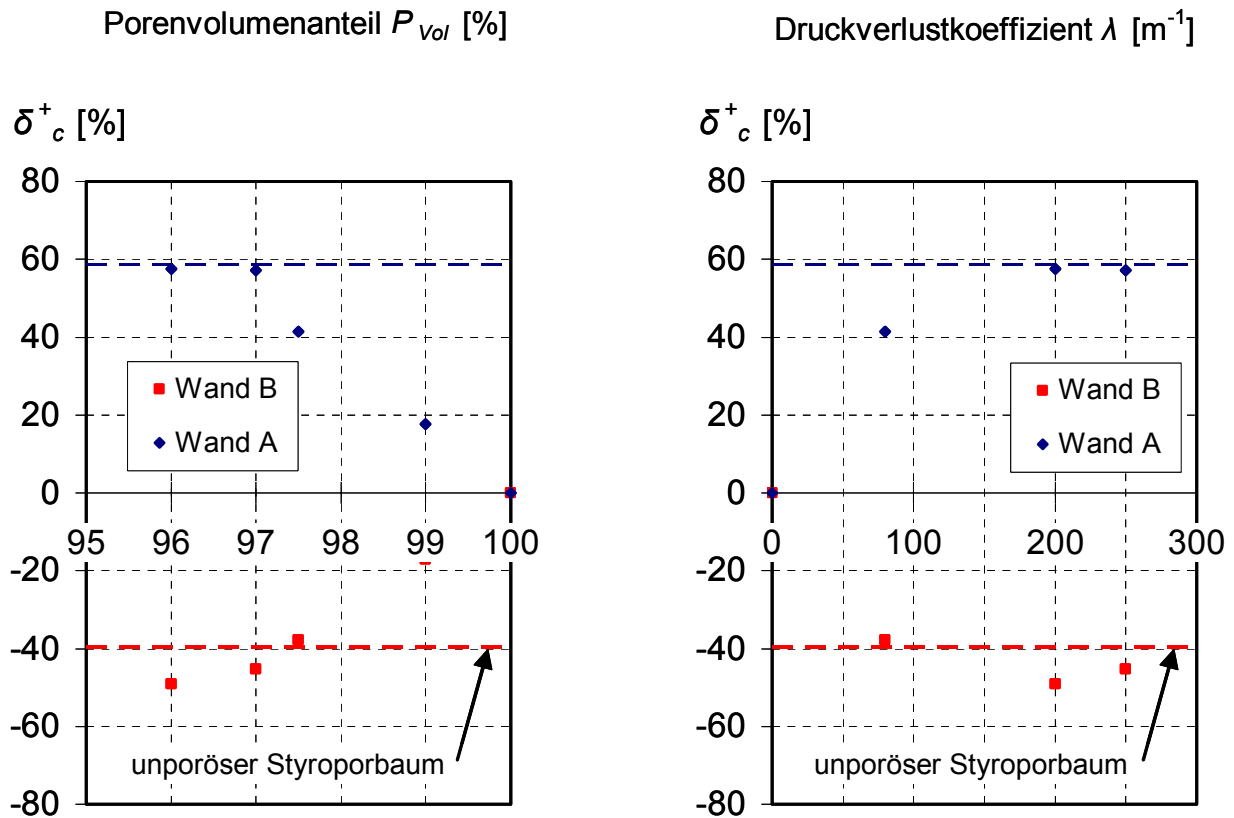 Porenvolumenanteil P Vol [%]
δ+c [%]
80
60
40
20
0
-20
-40
-60
-80
95 96 97 98 99 100
Wand B
Wand A
unporöser Styroporbaum
Druckverlustkoeffizient λ [m-1]
δ+c [%]
80
60
40
20
0
-20
-40
-60
-80
0 100 200 300
Wand B
Wand A
unporöser Styroporbaum